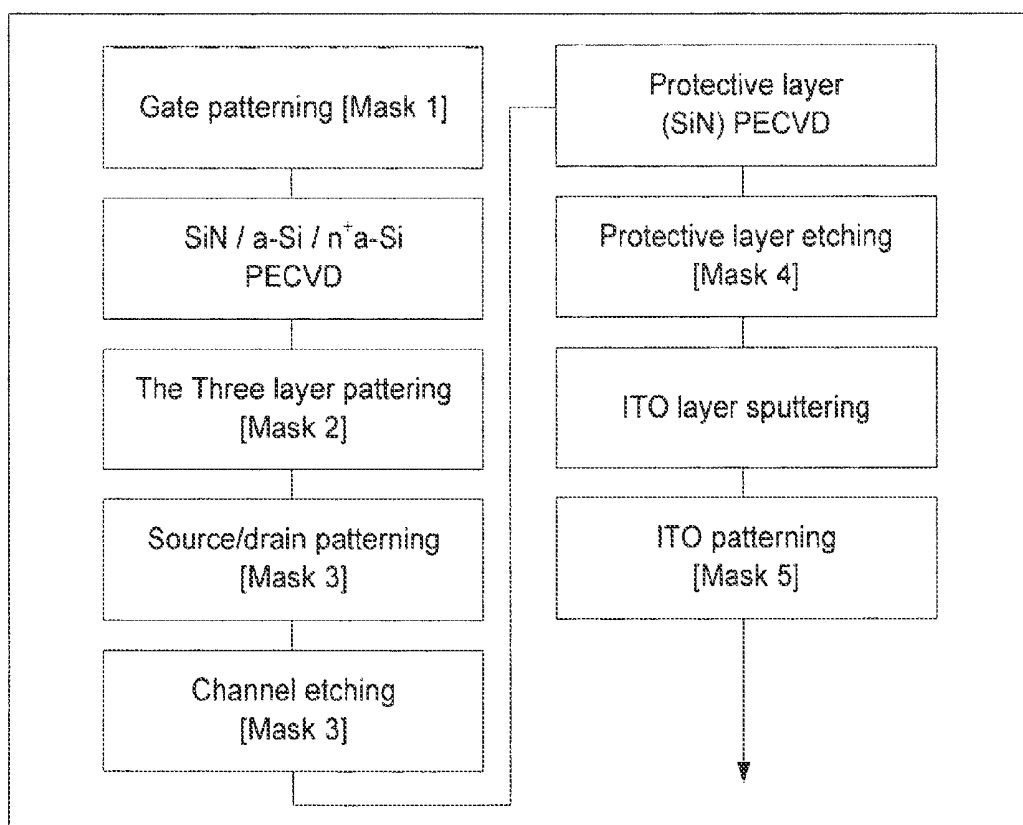 Gate patterning [Mask 1]
SiN / a-Si / n⁺a-Si
PECVD
The Three layer pattering
[Mask 2]
Source/drain patterning
[Mask 3]
Channel etching
[Mask 3]
Protective layer
(SiN) PECVD
Protective layer etching
[Mask 4]
ITO layer sputtering
ITO patterning
[Mask 5]